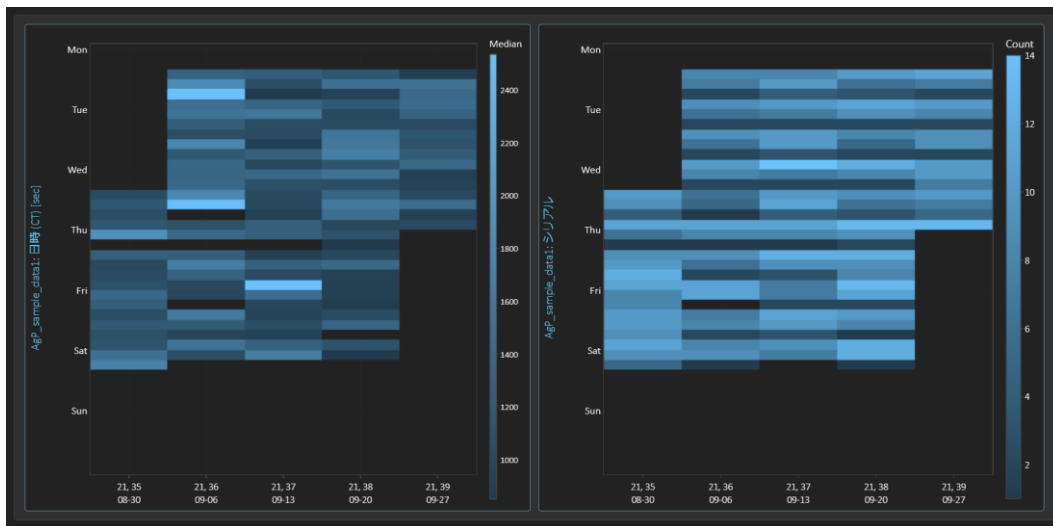 Median
Mon
Tue
Wed
Thu
Fri
Sat
Sun
AgP_sample_data1: 日時 (CT) [sec]
2400
2200
2000
1800
1600
1400
1200
1000
21, 35
08-30
21, 36
09-06
21, 37
09-13
21, 38
09-20
21, 39
09-27
Count
Mon
Tue
Wed
Thu
Fri
Sat
Sun
AgP_sample_data1: シリアル
14
12
10
8
6
4
2
21, 35
08-30
21, 36
09-06
21, 37
09-13
21, 38
09-20
21, 39
09-27